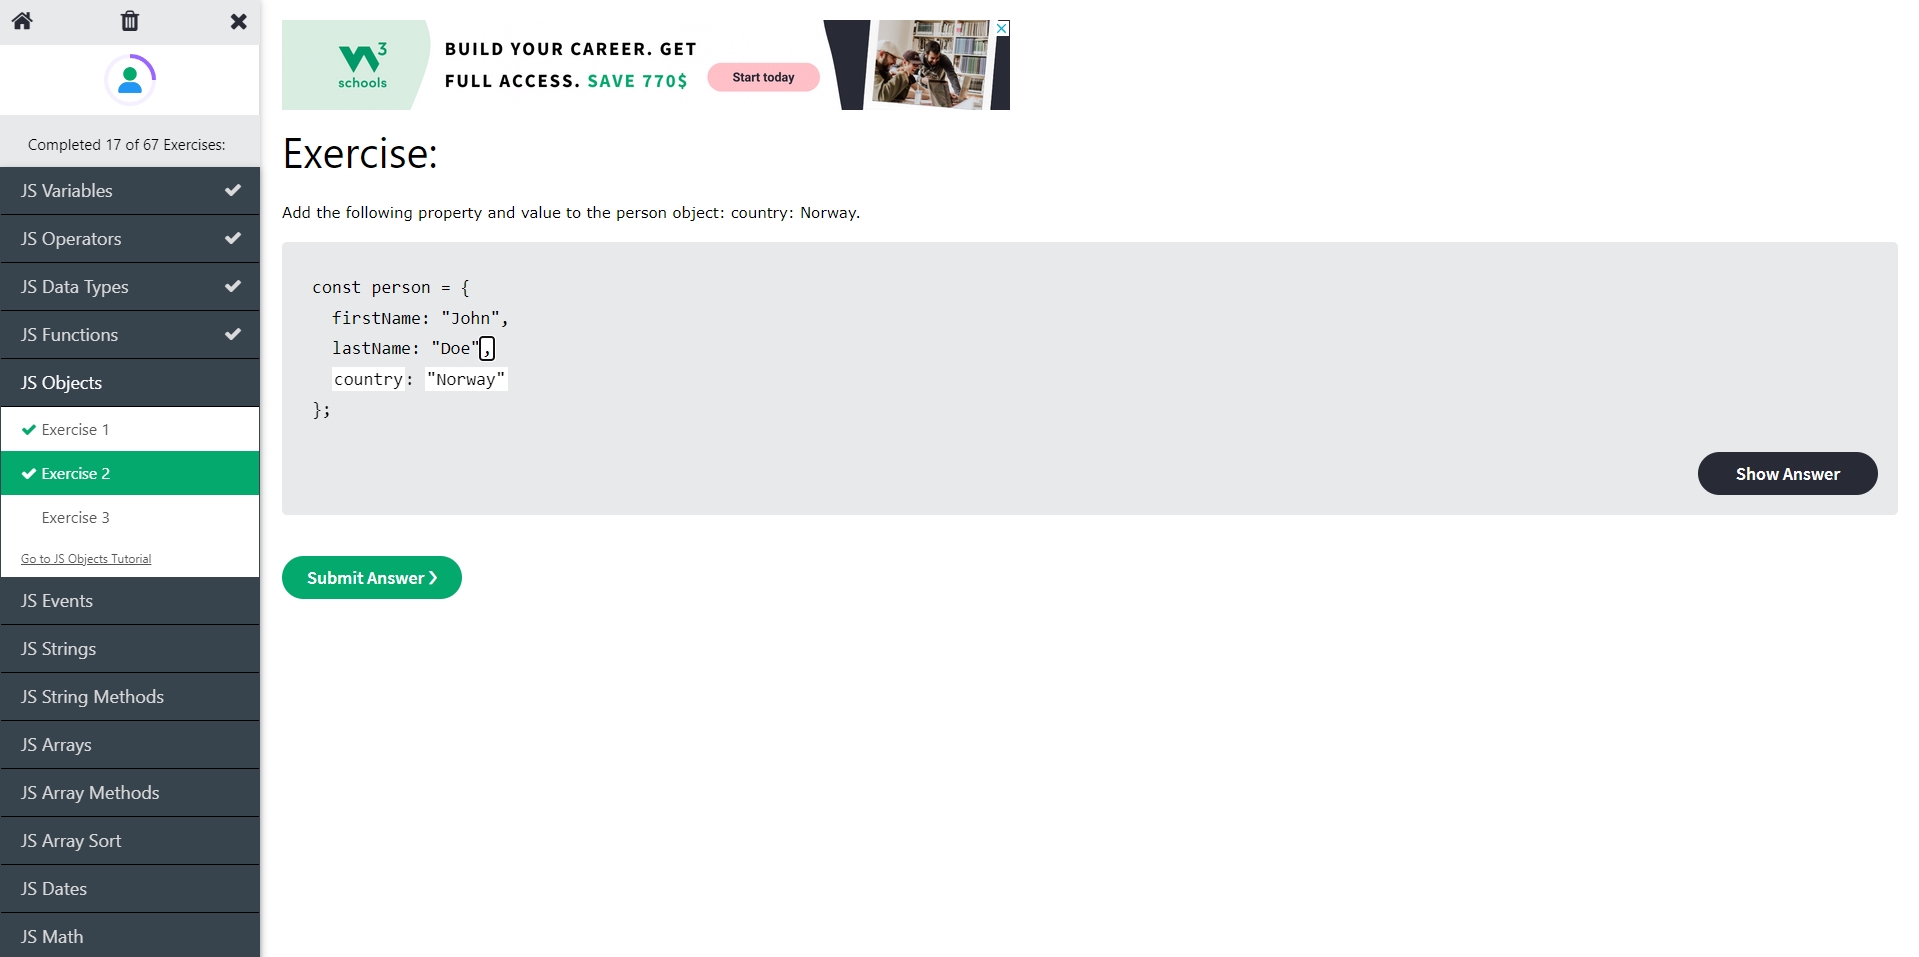 Completed 17 of 67 Exercises:
JS Variables
JS Operators
JS Data Types
JS Functions
JS Objects
Exercise 1
Exercise 2
Exercise 3
Go to JS Objects Tutorial
JS Events
JS Strings
JS String Methods
JS Arrays
JS Array Methods
JS Array Sort
JS Dates
JS Math
W3
schools
BUILD YOUR CAREER. GET
FULL ACCESS. SAVE 770$
Start today
Exercise:
Add the following property and value to the person object: country: Norway.
const person = {
firstName: "John",
lastName: "Doe",
country: "Norway"
};
Show Answer
Submit Answer ❯